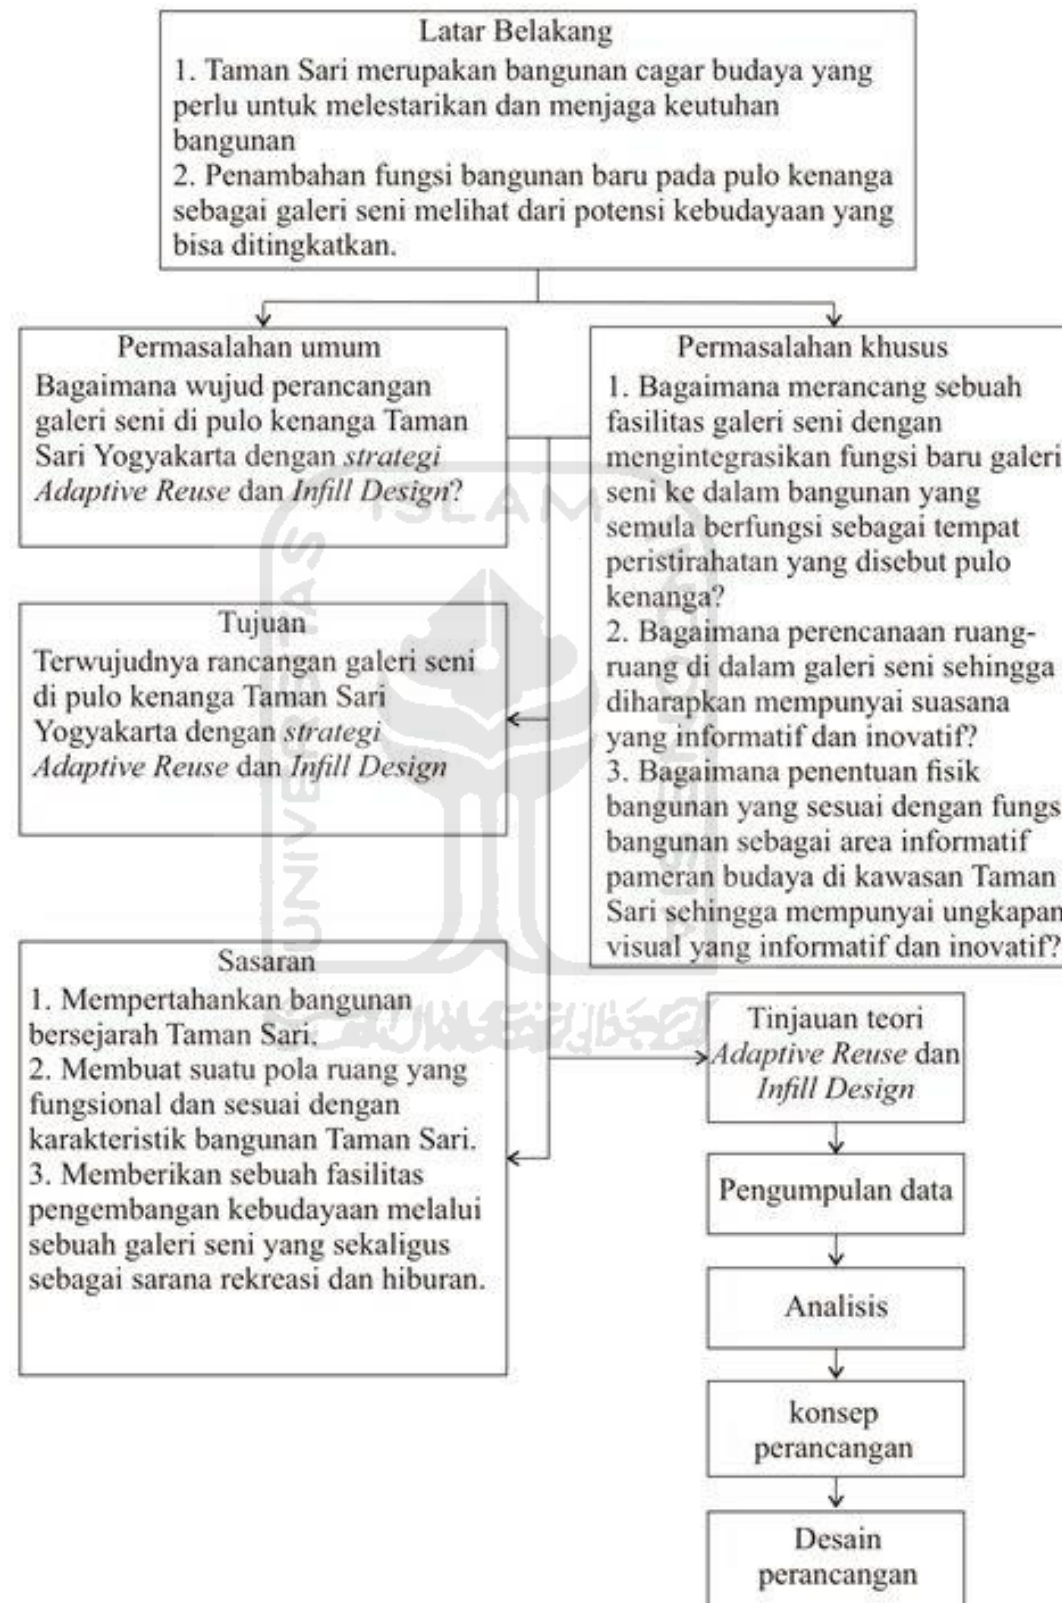 Latar Belakang
1. Taman Sari merupakan bangunan cagar budaya yang
perlu untuk melestarikan dan menjaga keutuhan
bangunan
2. Penambahan fungsi bangunan baru pada pulo kenanga
sebagai galeri seni melihat dari potensi kebudayaan yang
bisa ditingkatkan.
Permasalahan umum
Bagaimana wujud perancangan
galeri seni di pulo kenanga Taman
Sari Yogyakarta dengan strategi
Adaptive Reuse dan Infill Design?
Permasalahan khusus
1. Bagaimana merancang sebuah
fasilitas galeri seni dengan
mengintegrasikan fungsi baru galeri
seni ke dalam bangunan yang
semula berfungsi sebagai tempat
peristirahatan yang disebut pulo
kenanga?
2. Bagaimana perencanaan ruang-
ruang di dalam galeri seni sehingga
diharapkan mempunyai suasana
yang informatif dan inovatif?
3. Bagaimana penentuan fisik
bangunan yang sesuai dengan fungs
bangunan sebagai area informatif
pameran budaya di kawasan Taman
Sari sehingga mempunyai ungkapan
visual yang informatif dan inovatif?
Tujuan
Terwujudnya rancangan galeri seni
di pulo kenanga Taman Sari
Yogyakarta dengan strategi
Adaptive Reuse dan Infill Design
Sasaran
1. Mempertahankan bangunan
bersejarah Taman Sari.
2. Membuat suatu pola ruang yang
fungsional dan sesuai dengan
karakteristik bangunan Taman Sari.
3. Memberikan sebuah fasilitas
pengembangan kebudayaan melalui
sebuah galeri seni yang sekaligus
sebagai sarana rekreasi dan hiburan.
Tinjauan teori
Adaptive Reuse dan
Infill Design
Pengumpulan data
Analisis
konsep
perancangan
Desain
perancangan
UNIVERSITAS
ISLAM